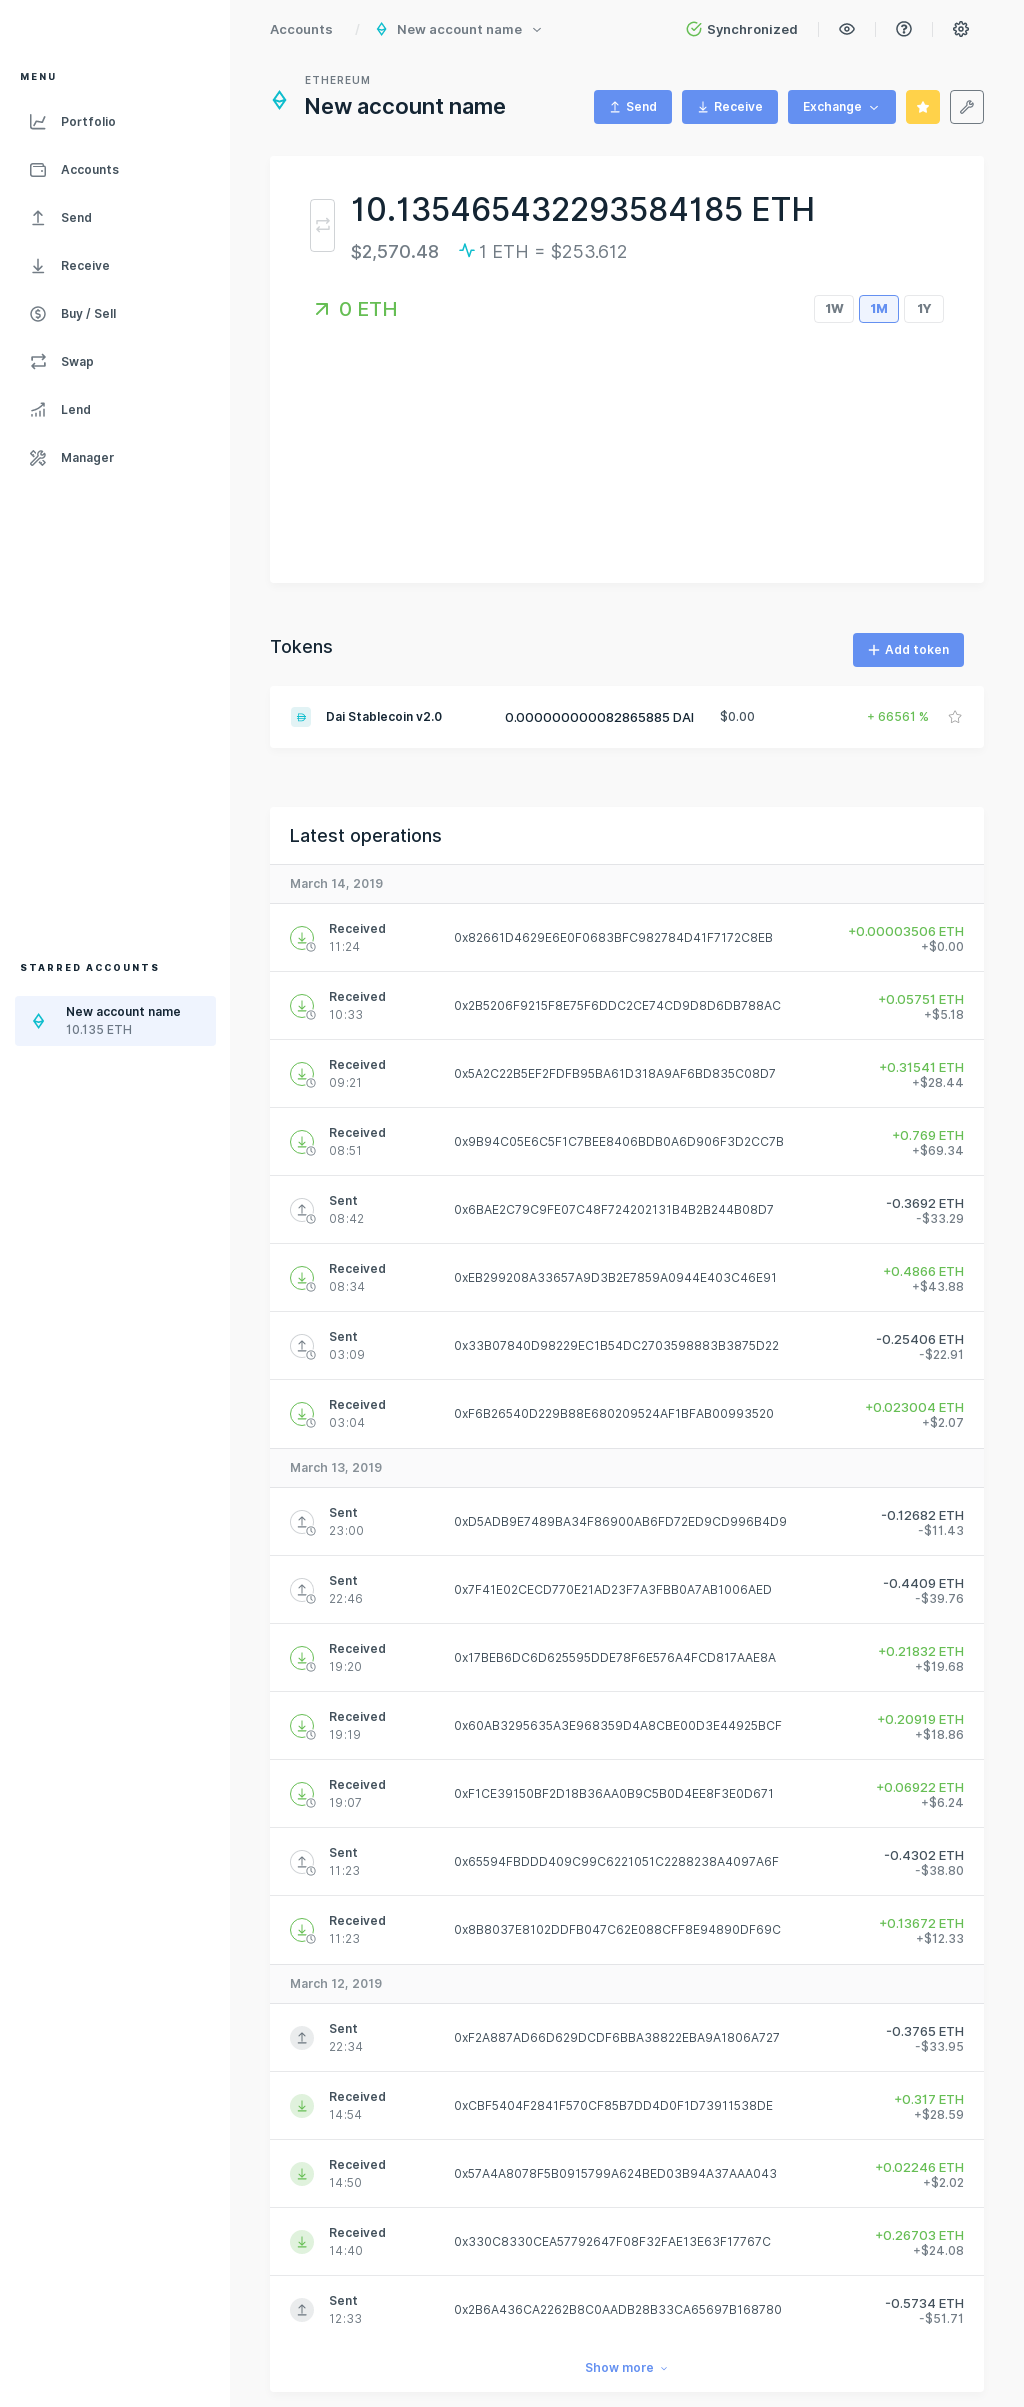 Accounts / New account name Synchronized
MENU
Portfolio
Accounts
Send
Receive
Buy / Sell
Swap
Lend
Manager
STARRED ACCOUNTS
New account name
10.135 ETH
ETHEREUM
New account name
Send Receive Exchange
10.135465432293584185 ETH
$2,570.48 1 ETH = $253.612
0 ETH 1W 1M 1Y
Tokens
Add token
Dai Stablecoin v2.0 0.000000000082865885 DAI $0.00 + 66561 %
Latest operations
March 14, 2019
Received
11:24
0x82661D4629E6E0F0683BFC982784D41F7172C8EB
+0.00003506 ETH
+$0.00
Received
10:33
0x2B5206F9215F8E75F6DDC2CE74CD9D8D6DB788AC
+0.05751 ETH
+$5.18
Received
09:21
0x5A2C22B5EF2FDFB95BA61D318A9AF6BD835C08D7
+0.31541 ETH
+$28.44
Received
08:51
0x9B94C05E6C5F1C7BEE8406BDB0A6D906F3D2CC7B
+0.769 ETH
+$69.34
Sent
08:42
0x6BAE2C79C9FE07C48F724202131B4B2B244B08D7
-0.3692 ETH
-$33.29
Received
08:34
0xEB299208A33657A9D3B2E7859A0944E403C46E91
+0.4866 ETH
+$43.88
Sent
03:09
0x33B07840D98229EC1B54DC2703598883B3875D22
-0.25406 ETH
-$22.91
Received
03:04
0xF6B26540D229B88E680209524AF1BFAB00993520
+0.023004 ETH
+$2.07
March 13, 2019
Sent
23:00
0xD5ADB9E7489BA34F86900AB6FD72ED9CD996B4D9
-0.12682 ETH
-$11.43
Sent
22:46
0x7F41E02CECD770E21AD23F7A3FBB0A7AB1006AED
-0.4409 ETH
-$39.76
Received
19:20
0x17BEB6DC6D625595DDE78F6E576A4FCD817AAE8A
+0.21832 ETH
+$19.68
Received
19:19
0x60AB3295635A3E968359D4A8CBE00D3E44925BCF
+0.20919 ETH
+$18.86
Received
19:07
0xF1CE39150BF2D18B36AA0B9C5B0D4EE8F3E0D671
+0.06922 ETH
+$6.24
Sent
11:23
0x65594FBDDD409C99C6221051C2288238A4097A6F
-0.4302 ETH
-$38.80
Received
11:23
0x8B8037E8102DDFB047C62E088CFF8E94890DF69C
+0.13672 ETH
+$12.33
March 12, 2019
Sent
22:34
0xF2A887AD66D629DCDF6BBA38822EBA9A1806A727
-0.3765 ETH
-$33.95
Received
14:54
0xCBF5404F2841F570CF85B7DD4D0F1D73911538DE
+0.317 ETH
+$28.59
Received
14:50
0x57A4A8078F5B0915799A624BED03B94A37AAA043
+0.02246 ETH
+$2.02
Received
14:40
0x330C8330CEA57792647F08F32FAE13E63F17767C
+0.26703 ETH
+$24.08
Sent
12:33
0x2B6A436CA2262B8C0AADB28B33CA65697B168780
-0.5734 ETH
-$51.71
Show more